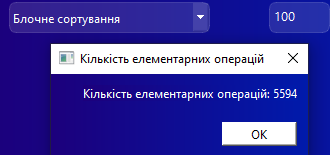 Блочне сортування
100
Кількість елементарних операцій
Кількість елементарних операцій: 5594
OK